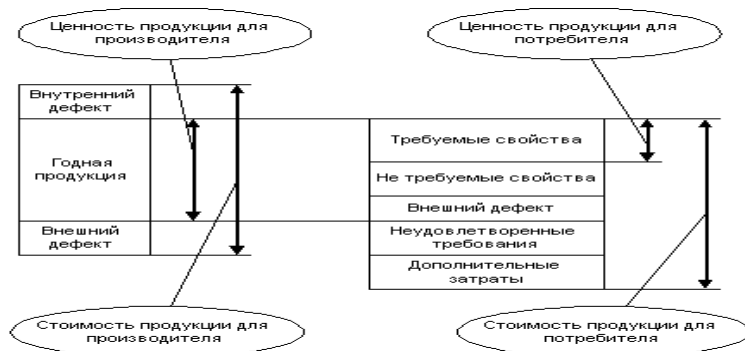 Ценность продукции для
производителя
Ценность продукции для
потребителя
Внутренний
дефект
Годная
продукция
Внешний
дефект
Требуемые свойства
Не требуемые свойства
Внешний дефект
Неудовлетворенные
требования
Дополнительные
затраты
Стоимость продукции для
производителя
Стоимость продукции для
потребителя